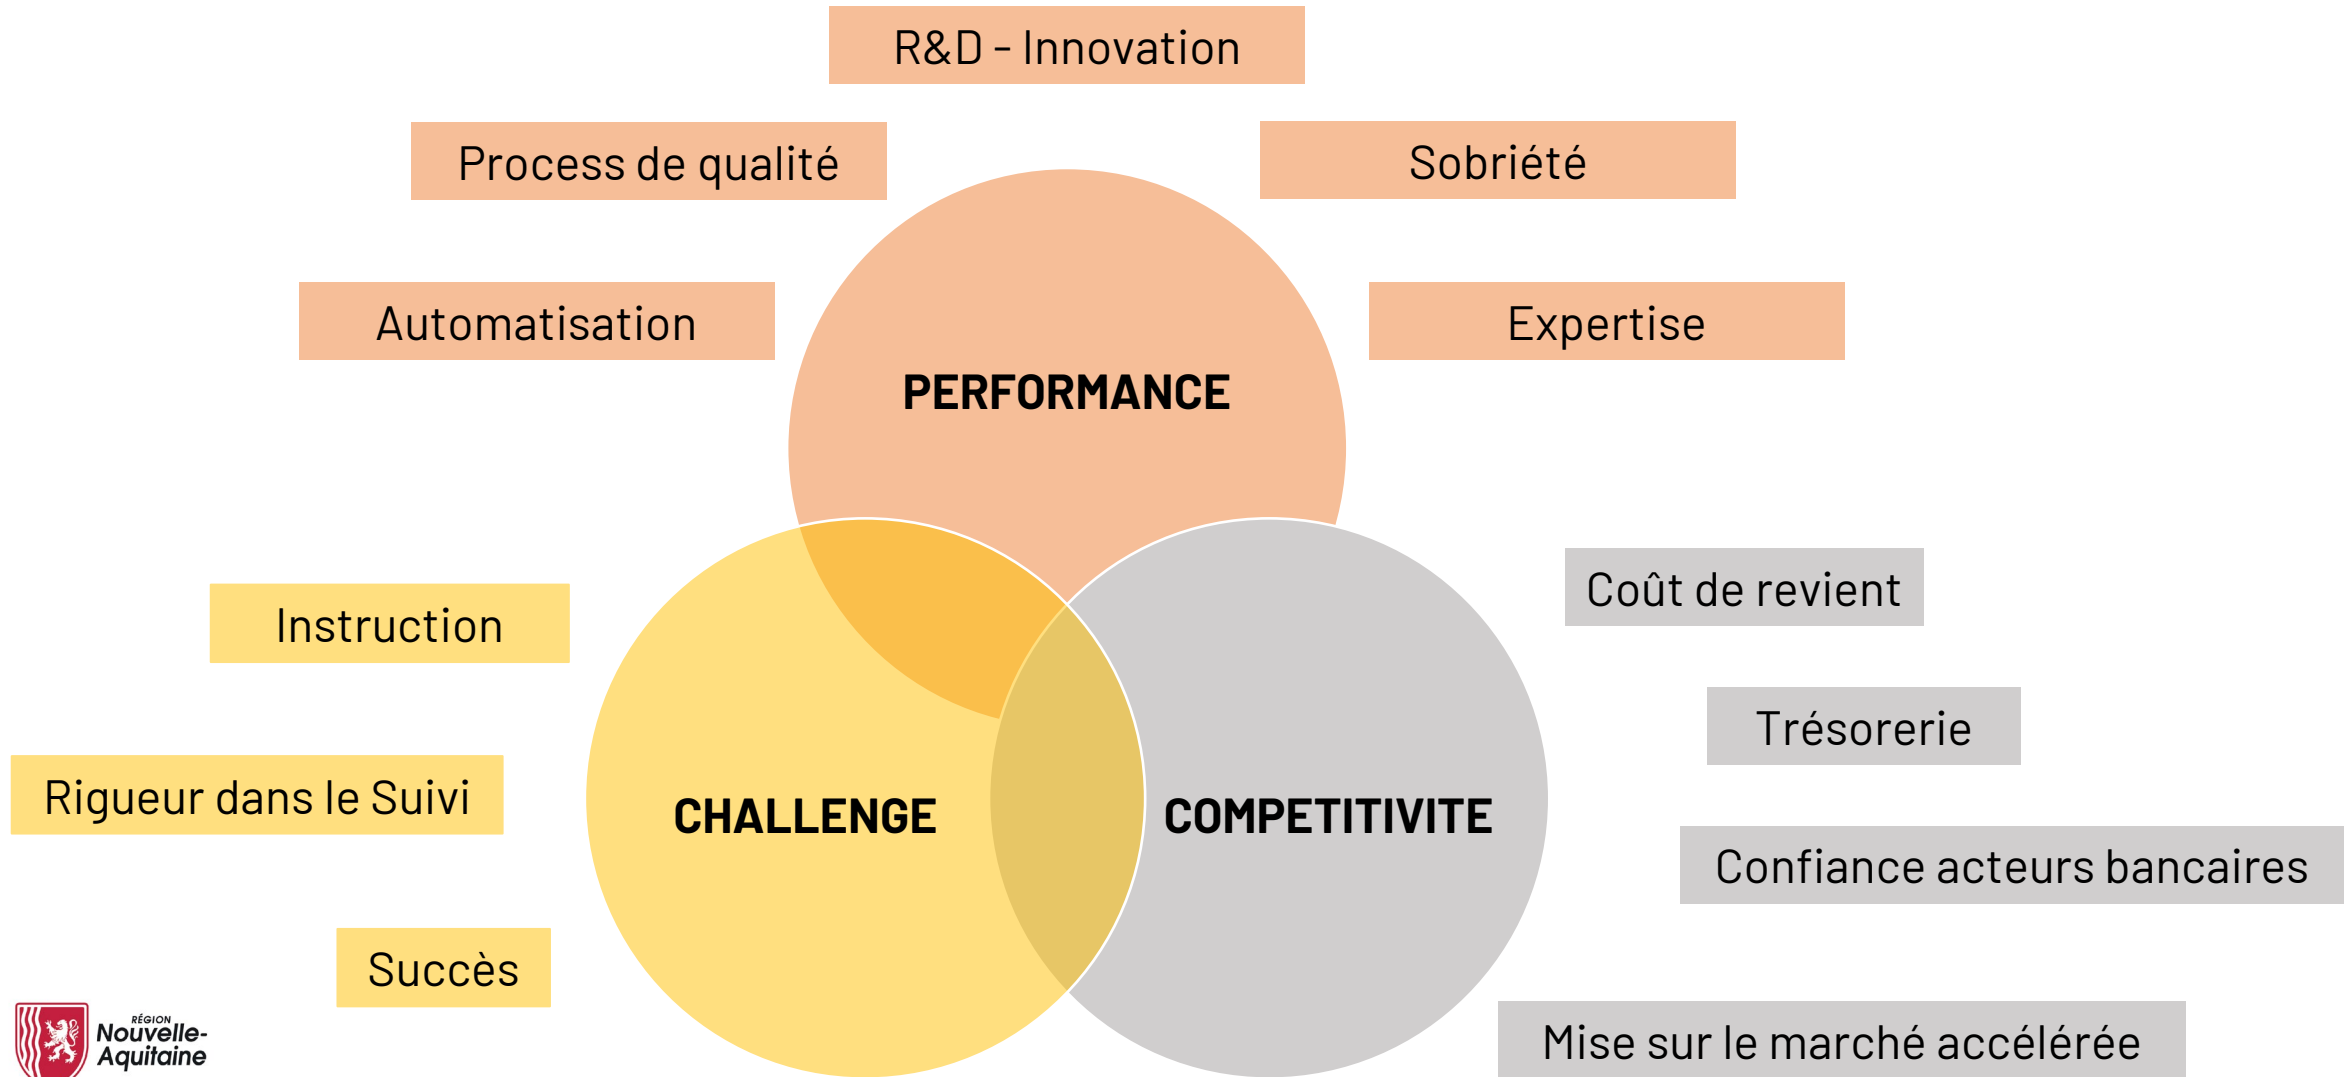 R&D - Innovation
Process de qualité
Sobriété
Automatisation
Expertise
PERFORMANCE
Coût de revient
Instruction
Trésorerie
Rigueur dans le Suivi
CHALLENGE
COMPETITIVITE
Confiance acteurs bancaires
Succès
Mise sur le marché accélérée
RÉGION
Nouvelle-
Aquitaine